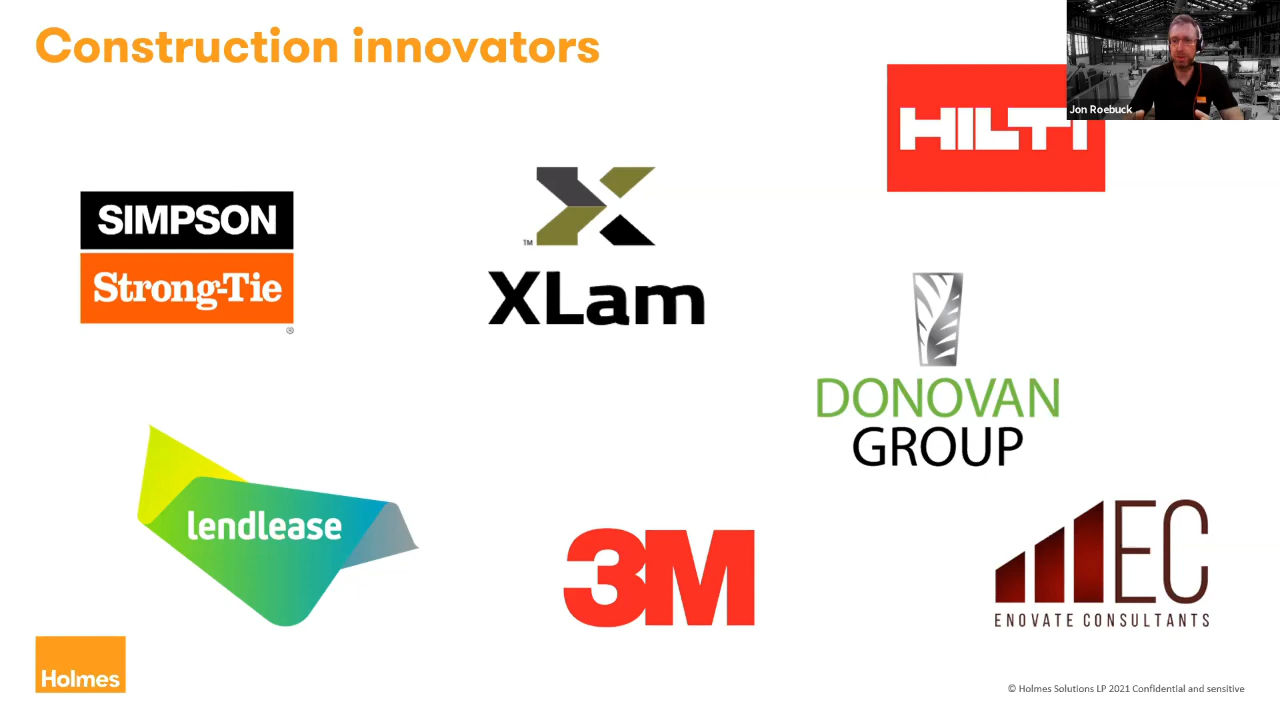 Construction innovators
Jon Roebuck
HILTI
SIMPSON
Strong-Tie
®
TM
XLam
DONOVAN
GROUP
lendlease
3M
EC
ENOVATE CONSULTANTS
Holmes
© Holmes Solutions LP 2021 Confidential and sensitive